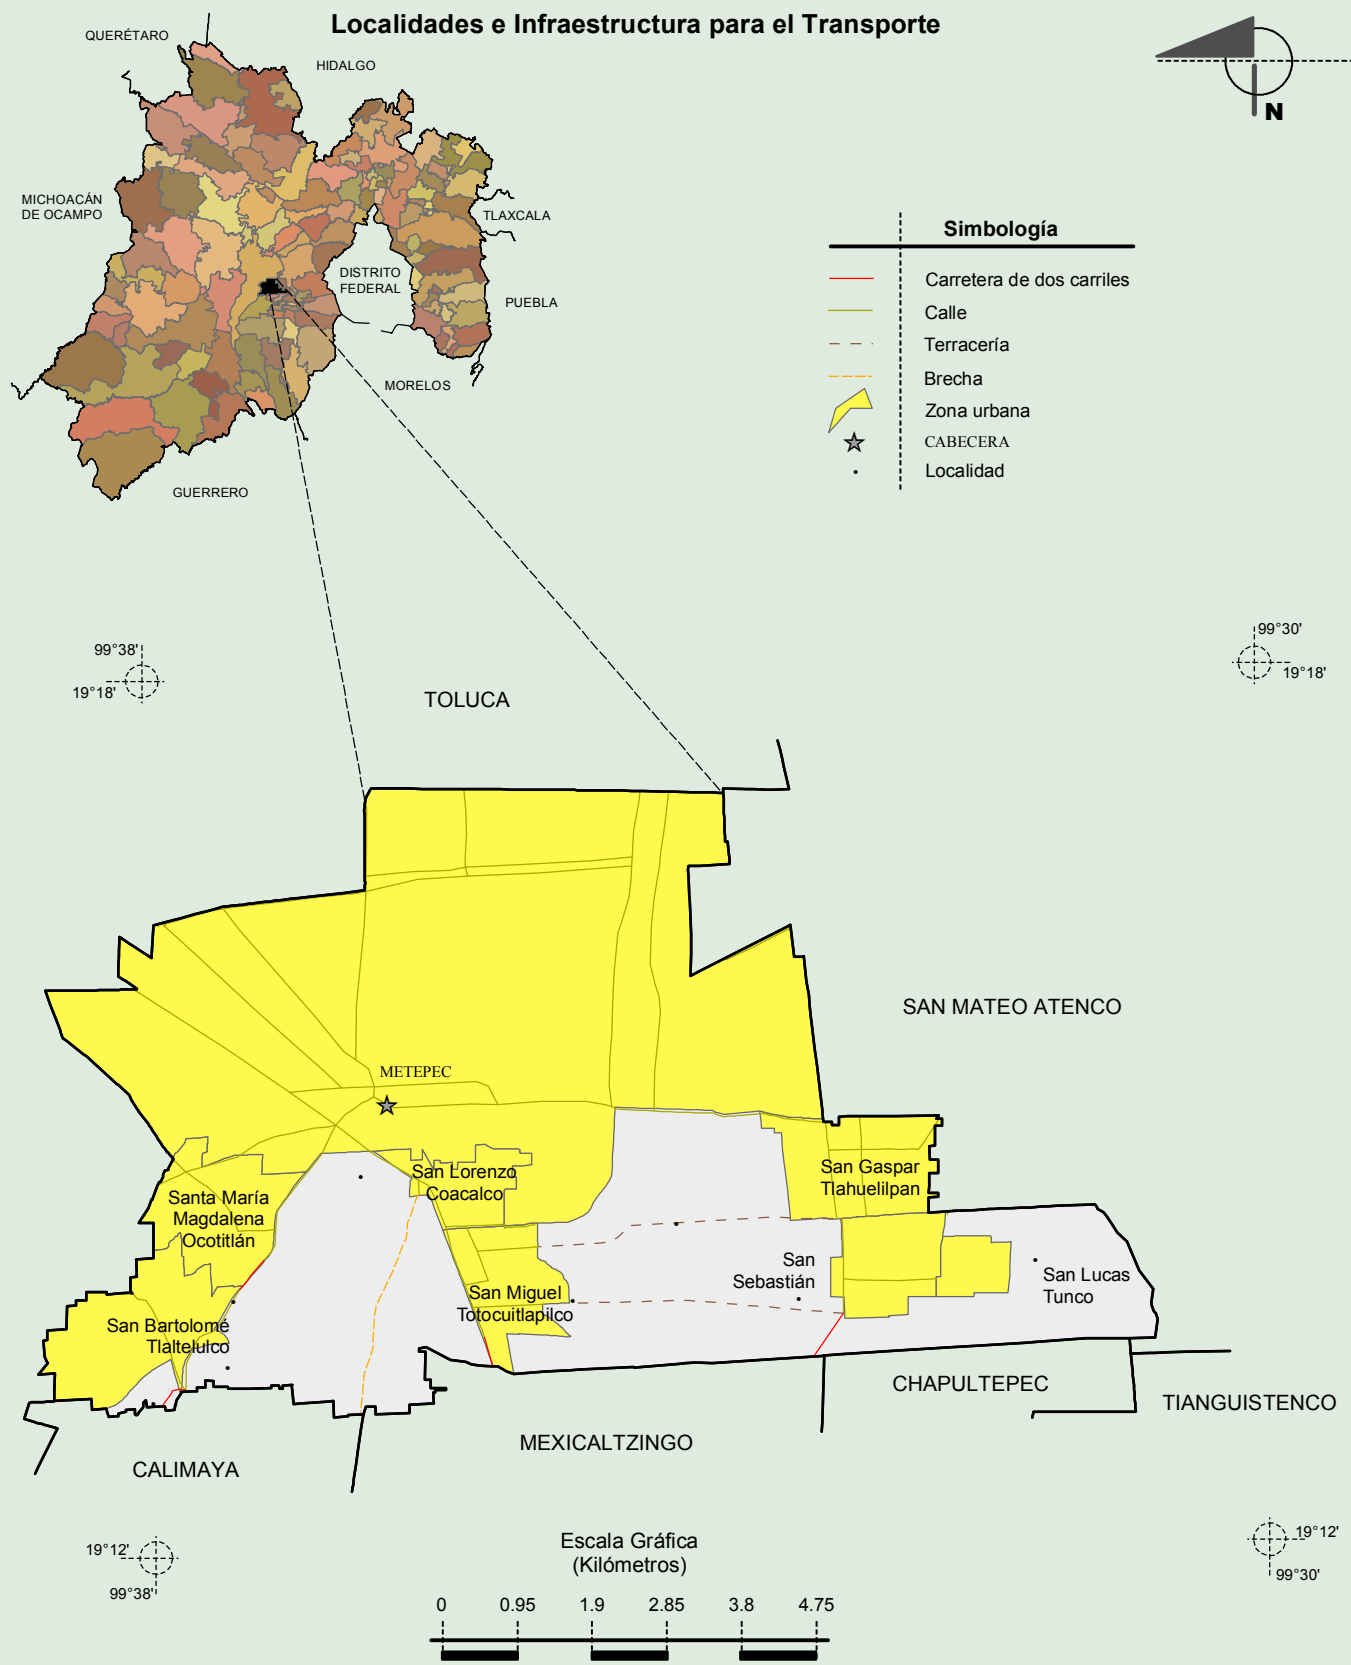 Localidades e Infraestructura para el Transporte
QUERÉTARO
HIDALGO
N
MICHOACÁN
DE OCAMPO
TLAXCALA
DISTRITO
FEDERAL
PUEBLA
MORELOS
GUERRERO
Simbología
Carretera de dos carriles
Calle
Terracería
Brecha
Zona urbana
CABECERA
Localidad
99°38'
19°18'
99°30'
19°18'
TOLUCA
SAN MATEO ATENCO
METEPEC
San Lorenzo
Coacalco
San Gaspar
Tlahuelilpan
Santa María
Magdalena
Ocotitlán
San
Sebastián
San Lucas
Tunco
San Miguel
Totocuitlapilco
San Bartolomé
Tlaltelulco
CHAPULTEPEC
TIANGUISTENCO
MEXICALTZINGO
CALIMAYA
19°12'
99°38'
19°12'
99°30'
Escala Gráfica
(Kilómetros)
0 0.95 1.9 2.85 3.8 4.75